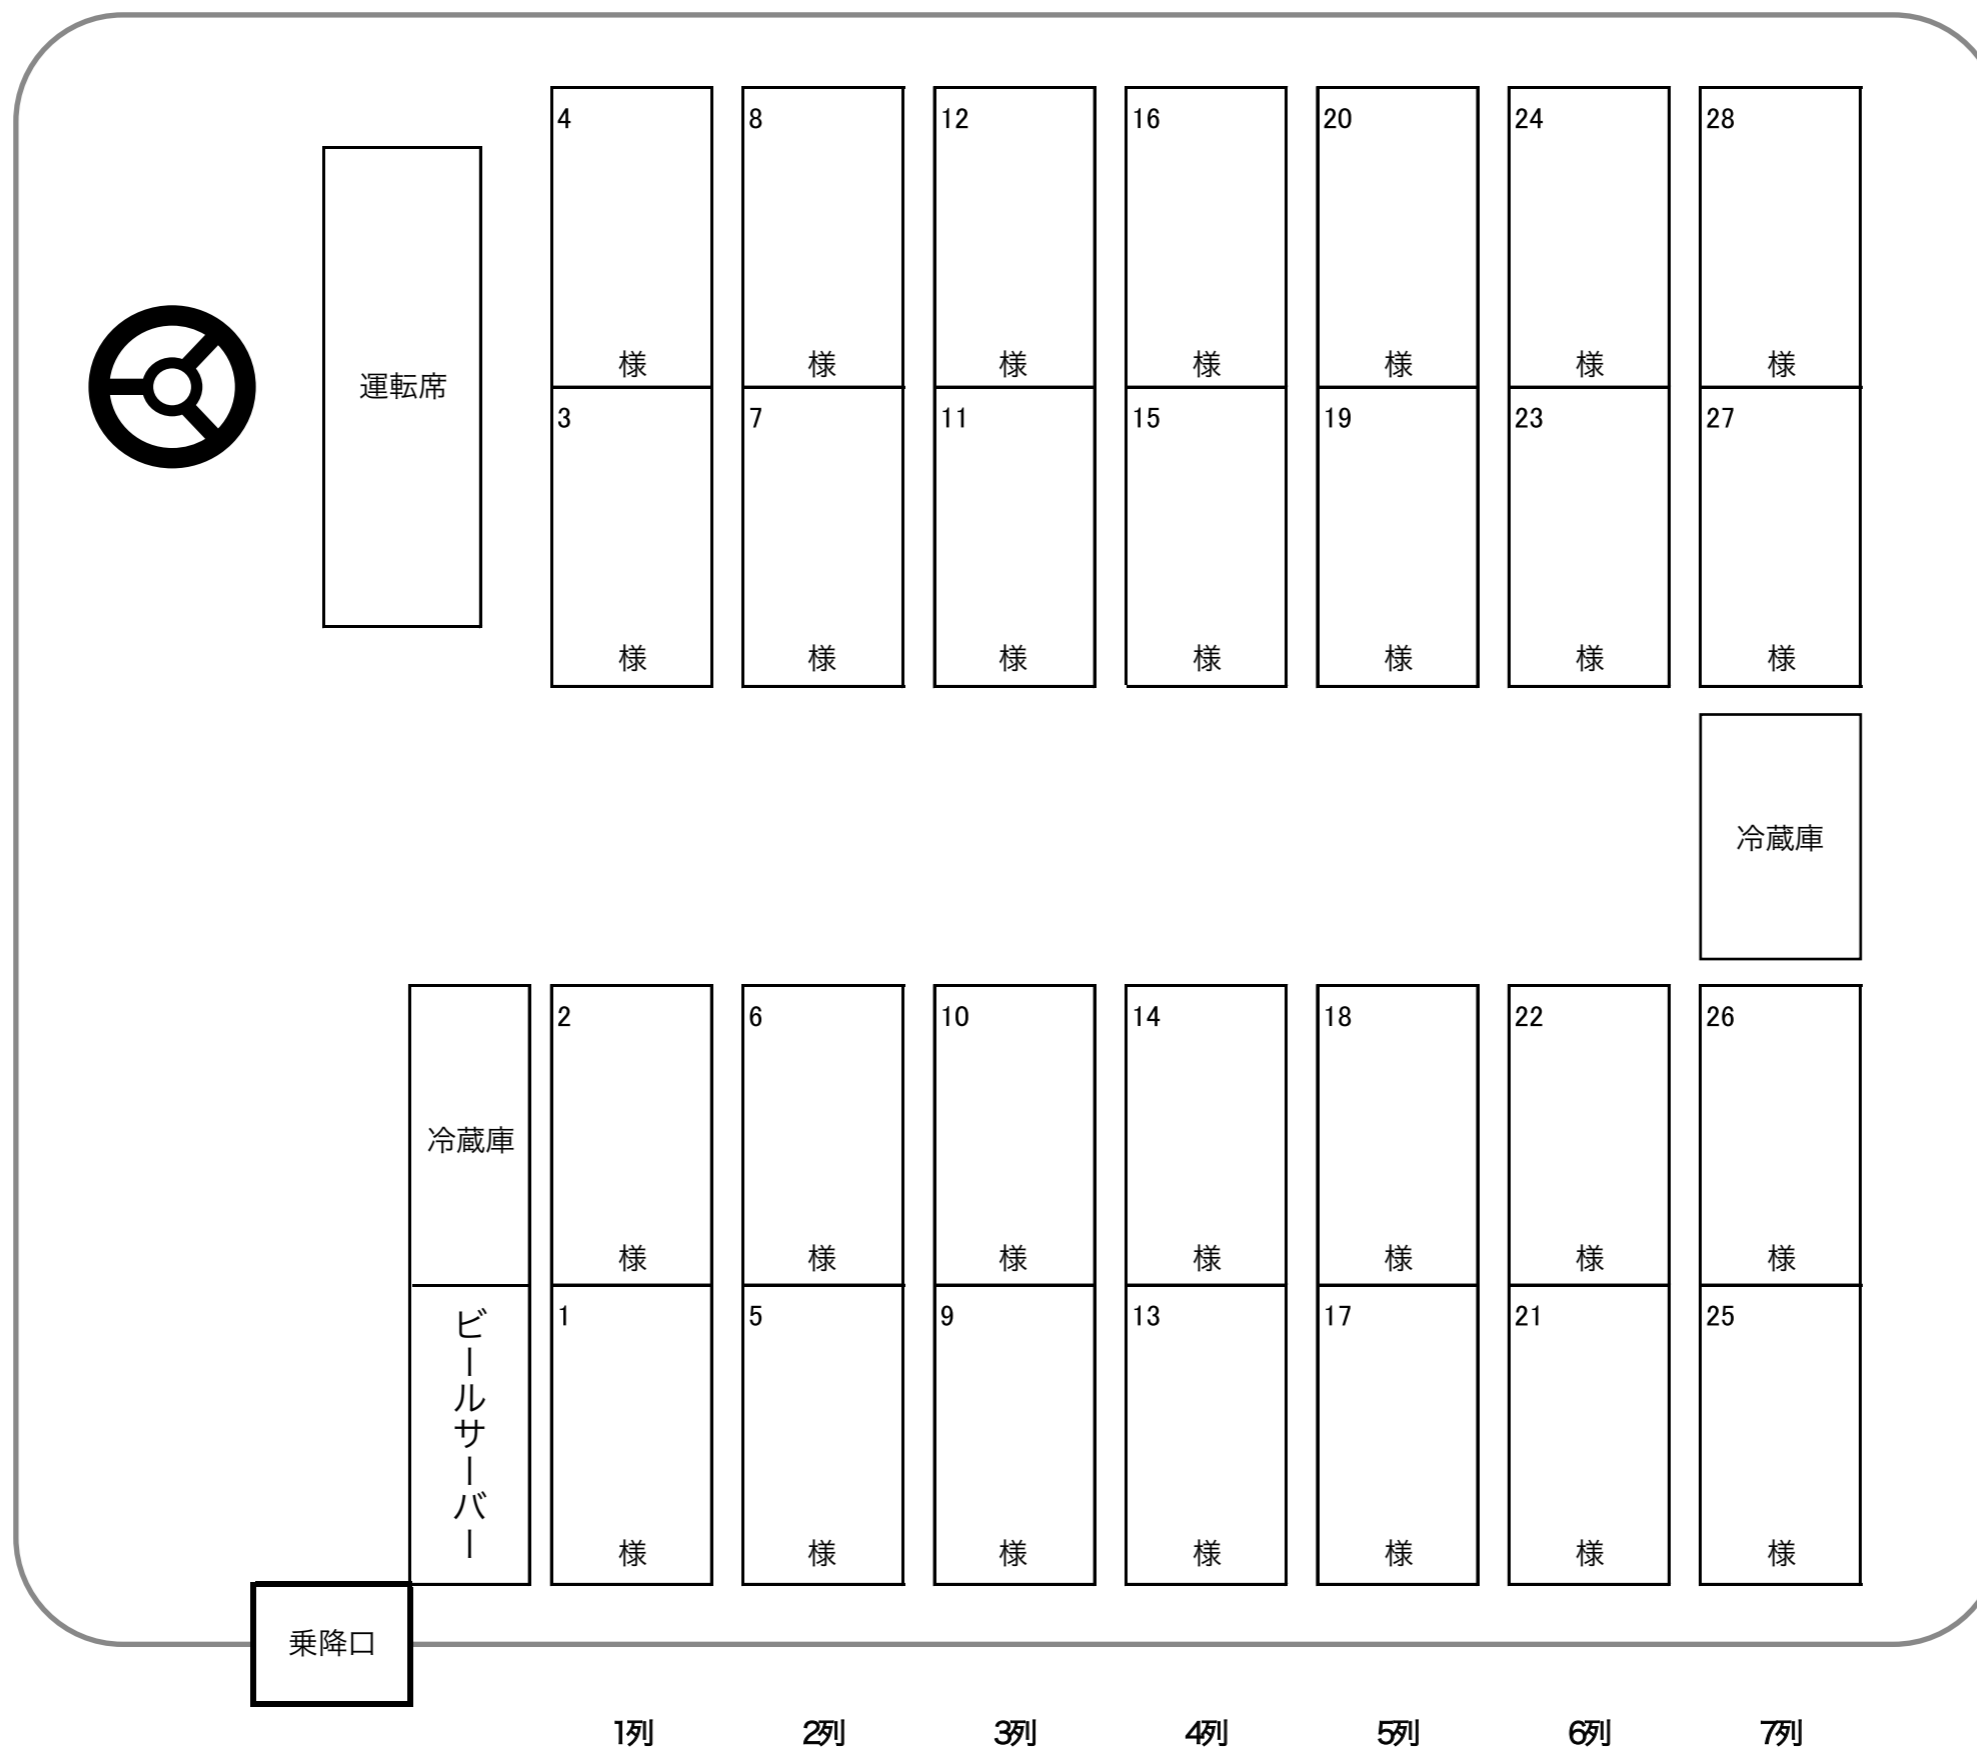 4 8 12 16 20 24 28
様 様 様 様 様 様 様
運転席
3 7 11 15 19 23 27
様 様 様 様 様 様 様
冷蔵庫
2 6 10 14 18 22 26
冷蔵庫
様 様 様 様 様 様 様
ビールサーバー
1 5 9 13 17 21 25
様 様 様 様 様 様 様
乗降口
1列 2列 3列 4列 5列 6列 7列